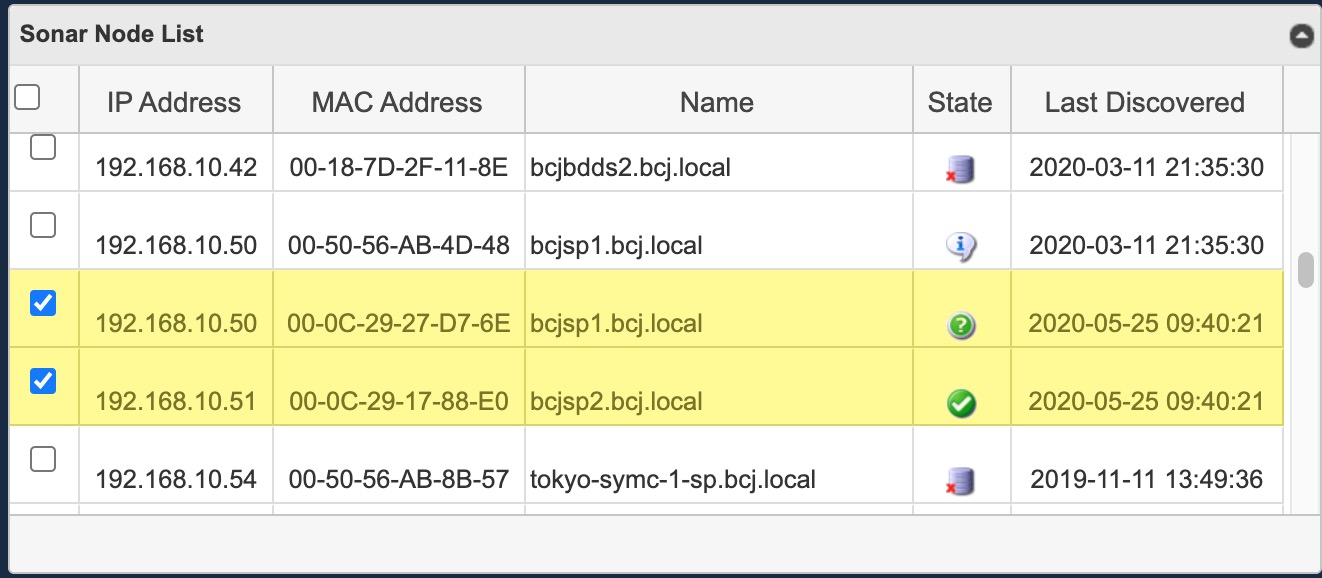 Sonar Node List
IP Address MAC Address Name State Last Discovered
192.168.10.42 00-18-7D-2F-11-8E bcjbdds2.bcj.local 2020-03-11 21:35:30
192.168.10.50 00-50-56-AB-4D-48 bcjsp1.bcj.local i 2020-03-11 21:35:30
192.168.10.50 00-0C-29-27-D7-6E bcjsp1.bcj.local ? 2020-05-25 09:40:21
192.168.10.51 00-0C-29-17-88-E0 bcjsp2.bcj.local 2020-05-25 09:40:21
192.168.10.54 00-50-56-AB-8B-57 tokyo-symc-1-sp.bcj.local 2019-11-11 13:49:36